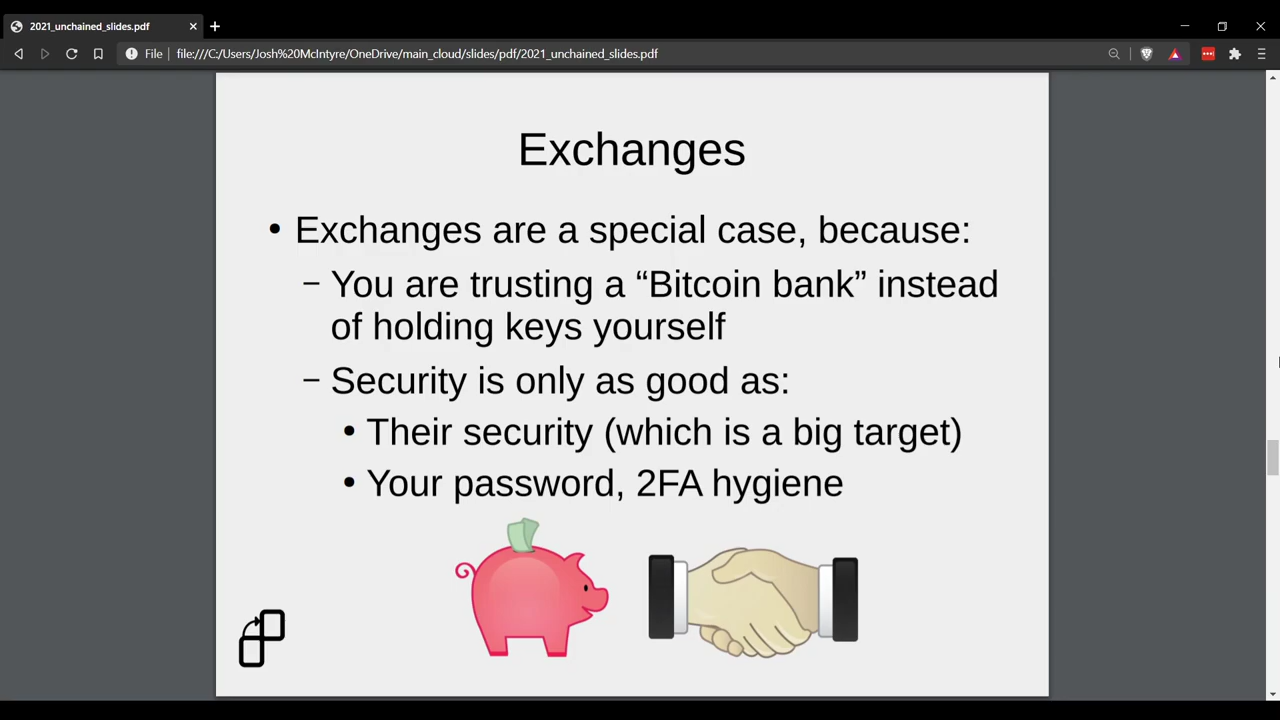 2021_unchained_slides.pdf
File file:///C:/Users/Josh%20McIntyre/OneDrive/main_cloud/slides/pdf/2021_unchained_slides.pdf
Exchanges
• Exchanges are a special case, because:
– You are trusting a “Bitcoin bank” instead
of holding keys yourself
– Security is only as good as:
• Their security (which is a big target)
• Your password, 2FA hygiene